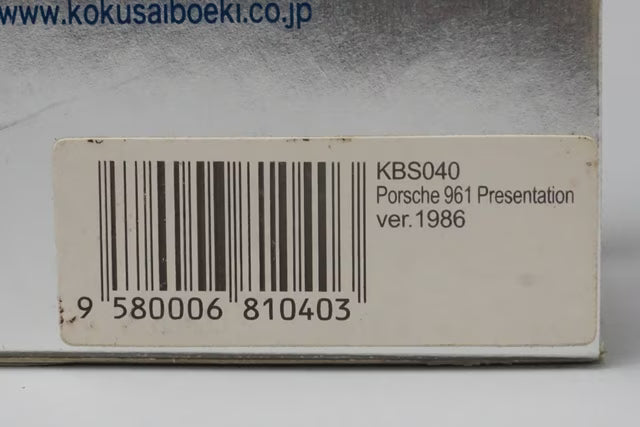 www.kokusaiboeki.co.jp
KBS040
Porsche 961 Presentation
ver.1986
9 580006 810403